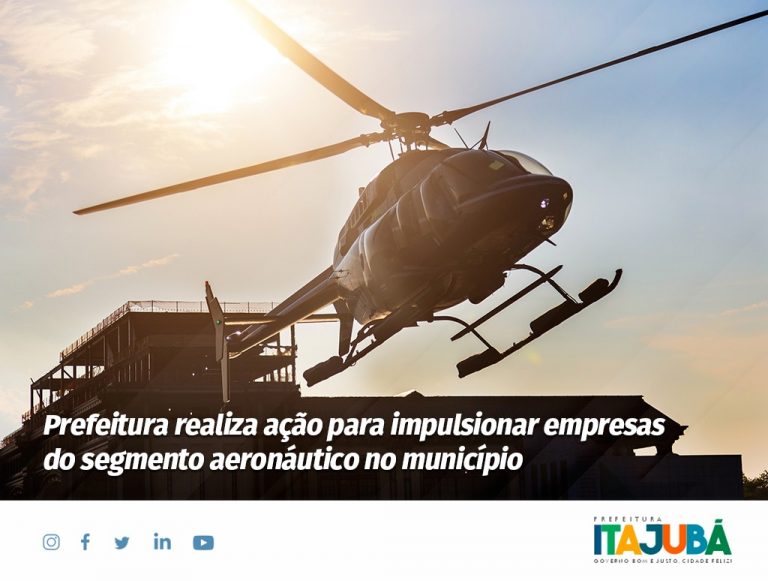 Prefeitura realiza ação para impulsionar empresas
do segmento aeronáutico no município
PREFEITURA
ITAJUBÁ
GOVERNO BOM E JUSTO, CIDADE FELIZ!